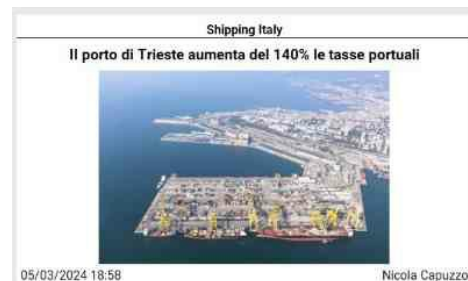 Shipping Italy
Il porto di Trieste aumenta del 140% le tasse portuali
05/03/2024 18:58
Nicola Capuzzo